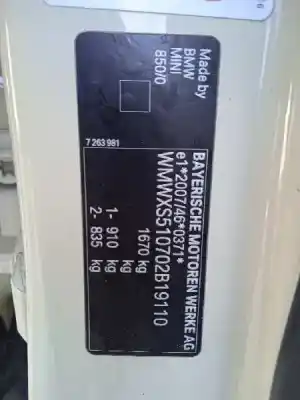 BAYERISCHE MOTOREN WERKE AG
e1*2007/46*0371*
WMWXS510702B19110
1670 kg
1- 910 kg
2- 835 kg
Made by
BMW
MINI
850/0
7 263 981